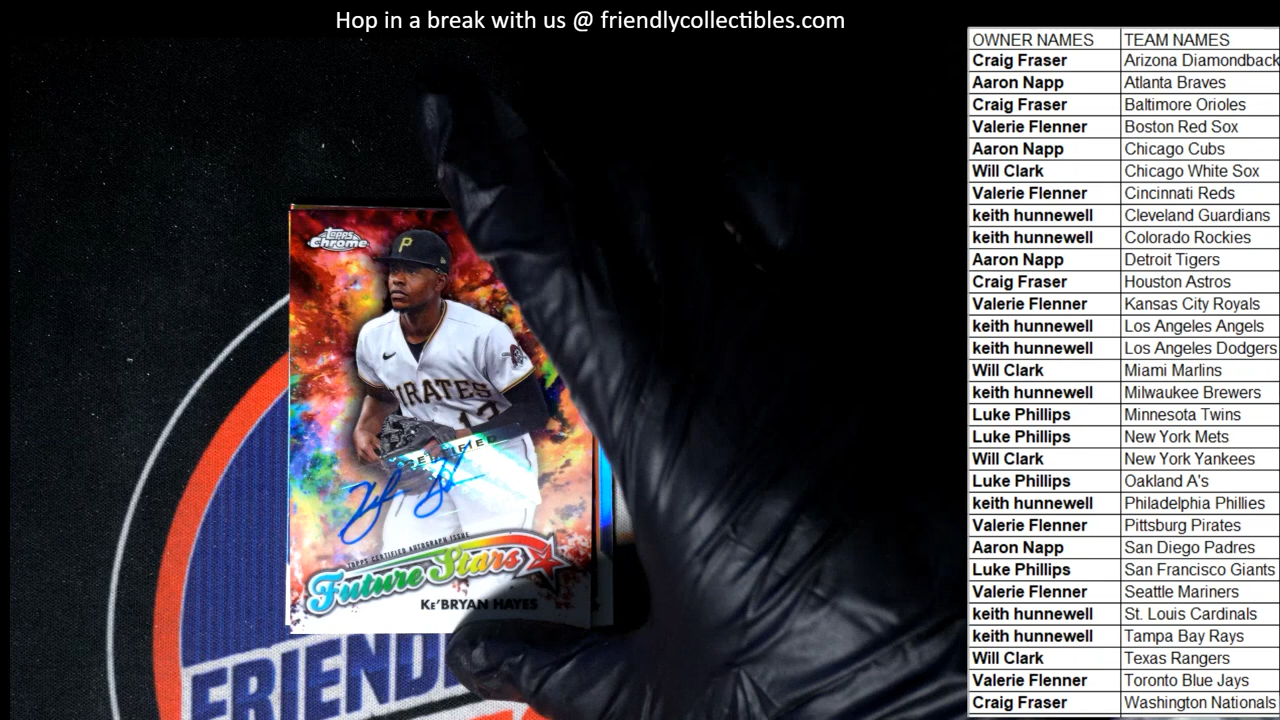 Hop in a break with us @ friendlycollectibles.com
OWNER NAMES TEAM NAMES
Craig Fraser Arizona Diamondback
Aaron Napp Atlanta Braves
Craig Fraser Baltimore Orioles
Valerie Flenner Boston Red Sox
Aaron Napp Chicago Cubs
Will Clark Chicago White Sox
Valerie Flenner Cincinnati Reds
keith hunnewell Cleveland Guardians
keith hunnewell Colorado Rockies
Aaron Napp Detroit Tigers
Craig Fraser Houston Astros
Valerie Flenner Kansas City Royals
keith hunnewell Los Angeles Angels
keith hunnewell Los Angeles Dodgers
Will Clark Miami Marlins
keith hunnewell Milwaukee Brewers
Luke Phillips Minnesota Twins
Luke Phillips New York Mets
Will Clark New York Yankees
Luke Phillips Oakland A's
keith hunnewell Philadelphia Phillies
Valerie Flenner Pittsburg Pirates
Aaron Napp San Diego Padres
Luke Phillips San Francisco Giants
Valerie Flenner Seattle Mariners
keith hunnewell St. Louis Cardinals
keith hunnewell Tampa Bay Rays
Will Clark Texas Rangers
Valerie Flenner Toronto Blue Jays
Craig Fraser Washington Nationals
Topps
Chrome
P
PIRATES
13
CERTIFIED
TOPPS CERTIFIED AUTOGRAPH ISSUE
Future Stars
KE'BRYAN HAYES
FRIEND